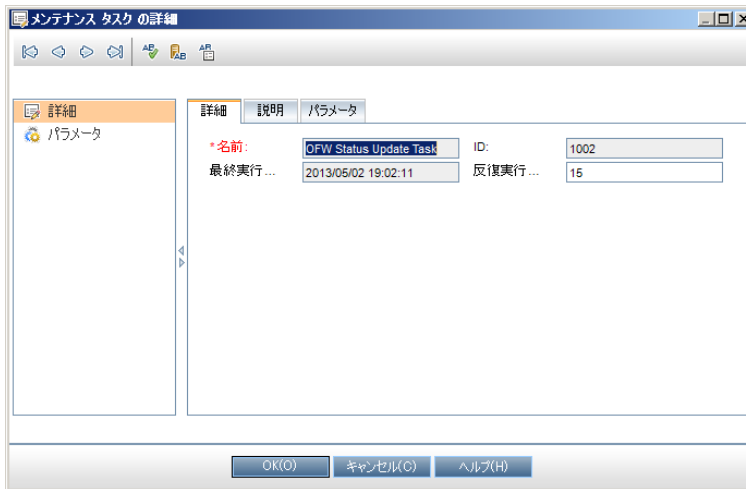 メンテナンス タスク の詳細
詳細
パラメータ
詳細 説明 パラメータ
*名前: OFW Status Update Task ID: 1002
最終実行... 2013/05/02 19:02:11 反復実行... 15
OK(O) キャンセル(C) ヘルプ(H)